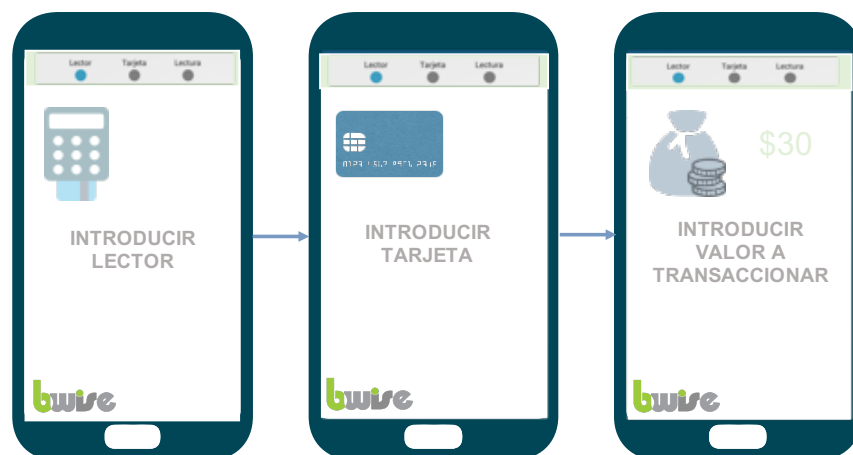 Lector Tarjeta Lectura
INTRODUCIR
LECTOR
bwise
Lector Tarjeta Lectura
INTRODUCIR
TARJETA
bwise
Lector Tarjeta Lectura
$30
INTRODUCIR
VALOR A
TRANSACCIONAR
bwise